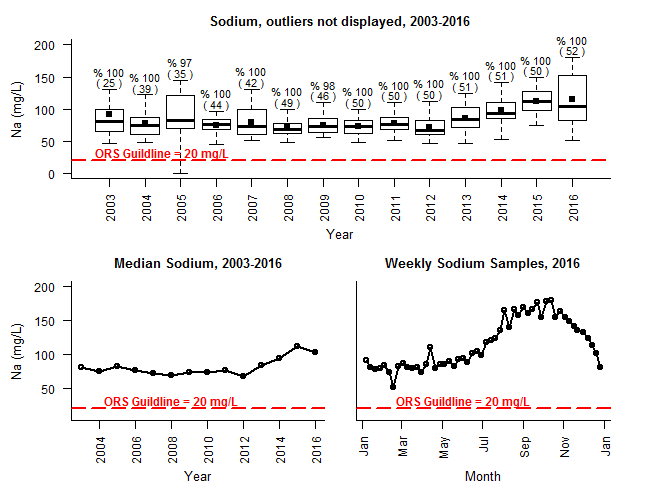 Sodium, outliers not displayed, 2003-2016
Na (mg/L)
200
150
100
50
0
% 100
( 25 )
% 100
( 39 )
% 97
( 35 )
% 100
( 44 )
% 100
( 42 )
% 100
( 49 )
% 98
( 46 )
% 100
( 50 )
% 100
( 50 )
% 100
( 50 )
% 100
( 51 )
% 100
( 51 )
% 100
( 50 )
% 100
( 52 )
ORS Guildline = 20 mg/L
2003
2004
2005
2006
2007
2008
2009
2010
2011
2012
2013
2014
2015
2016
Year
Median Sodium, 2003-2016
Na (mg/L)
200
150
100
50
ORS Guildline = 20 mg/L
2004
2006
2008
2010
2012
2014
2016
Year
Weekly Sodium Samples, 2016
ORS Guildline = 20 mg/L
Jan
Mar
May
Jul
Sep
Nov
Jan
Month